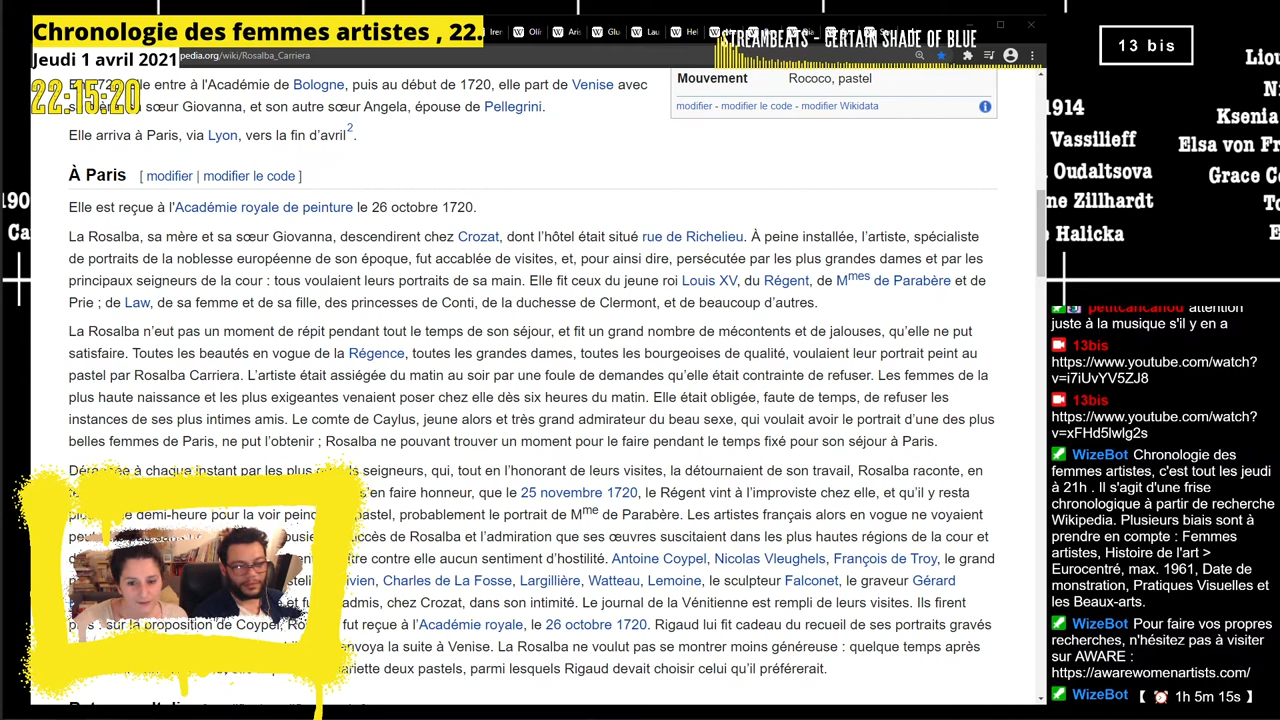 Chronologie des femmes artistes , 22.
Jeudi 1 avril 2021
22:15:20
pedia.org/wiki/Rosalba_Carriera
STREAMBEATS - CERTAIN SHADE OF BLUE
elle entre à l'Académie de Bologne, puis au début de 1720, elle part de Venise avec
sœur Giovanna, et son autre sœur Angela, épouse de Pellegrini.
Elle arriva à Paris, via Lyon, vers la fin d'avril2.
Mouvement Rococo, pastel
modifier - modifier le code - modifier Wikidata
À Paris [ modifier | modifier le code ]
Elle est reçue à l'Académie royale de peinture le 26 octobre 1720.
La Rosalba, sa mère et sa sœur Giovanna, descendirent chez Crozat, dont l'hôtel était situé rue de Richelieu. À peine installée, l'artiste, spécialiste
de portraits de la noblesse européenne de son époque, fut accablée de visites, et, pour ainsi dire, persécutée par les plus grandes dames et par les
principaux seigneurs de la cour : tous voulaient leurs portraits de sa main. Elle fit ceux du jeune roi Louis XV, du Régent, de Mmes de Parabère et de
Prie ; de Law, de sa femme et de sa fille, des princesses de Conti, de la duchesse de Clermont, et de beaucoup d'autres.
La Rosalba n'eut pas un moment de répit pendant tout le temps de son séjour, et fit un grand nombre de mécontents et de jalouses, qu'elle ne put
satisfaire. Toutes les beautés en vogue de la Régence, toutes les grandes dames, toutes les bourgeoises de qualité, voulaient leur portrait peint au
pastel par Rosalba Carriera. L'artiste était assiégée du matin au soir par une foule de demandes qu'elle était contrainte de refuser. Les femmes de la
plus haute naissance et les plus exigeantes venaient poser chez elle dès six heures du matin. Elle était obligée, faute de temps, de refuser les
instances de ses plus intimes amis. Le comte de Caylus, jeune alors et très grand admirateur du beau sexe, qui voulait avoir le portrait d'une des plus
belles femmes de Paris, ne put l'obtenir ; Rosalba ne pouvant trouver un moment pour le faire pendant le temps fixé pour son séjour à Paris.
à chaque instant par les plus seigneurs, qui, tout en l'honorant de leurs visites, la détournaient de son travail, Rosalba raconte, en
s'en faire honneur, que le 25 novembre 1720, le Régent vint à l'improviste chez elle, et qu'il y resta
demi-heure pour la voir pastel, probablement le portrait de Mme de Parabère. Les artistes français alors en vogue ne voyaient
succès de Rosalba et l'admiration que ses œuvres suscitaient dans les plus hautes régions de la cour et
contre elle aucun sentiment d'hostilité. Antoine Coypel, Nicolas Vleughels, François de Troy, le grand
Charles de La Fosse, Largillière, Watteau, Lemoine, le sculpteur Falconet, le graveur Gérard
et admis, chez Crozat, dans son intimité. Le journal de la Vénitienne est rempli de leurs visites. Ils firent
sur la proposition de Coypel, fut reçue à l'Académie royale, le 26 octobre 1720. Rigaud lui fit cadeau du recueil de ses portraits gravés
envoya la suite à Venise. La Rosalba ne voulut pas se montrer moins généreuse : quelque temps après
deux pastels, parmi lesquels Rigaud devait choisir celui qu'il préférerait.
13 bis
1914
Vassilieff
Oudaltsova
Zillhardt
Halicka
Ksenia
Elsa von
Grace
petitcancanou attention
juste à la musique s'il y en a
13bis
https://www.youtube.com/watch?
v=i7iUvYV5ZJ8
13bis
https://www.youtube.com/watch?
v=xFHd5lwlg2s
WizeBot Chronologie des
femmes artistes, c'est tout les jeudi
à 21h . Il s'agit d'une frise
chronologique à partir de recherche
Wikipedia. Plusieurs biais sont à
prendre en compte : Femmes
artistes, Histoire de l'art >
Eurocentré, max. 1961, Date de
monstration, Pratiques Visuelles et
les Beaux-arts.
WizeBot Pour faire vos propres
recherches, n'hésitez pas à visiter
sur AWARE :
https://awarewomenartists.com/
WizeBot 【 ⏰ 1h 5m 15s 】